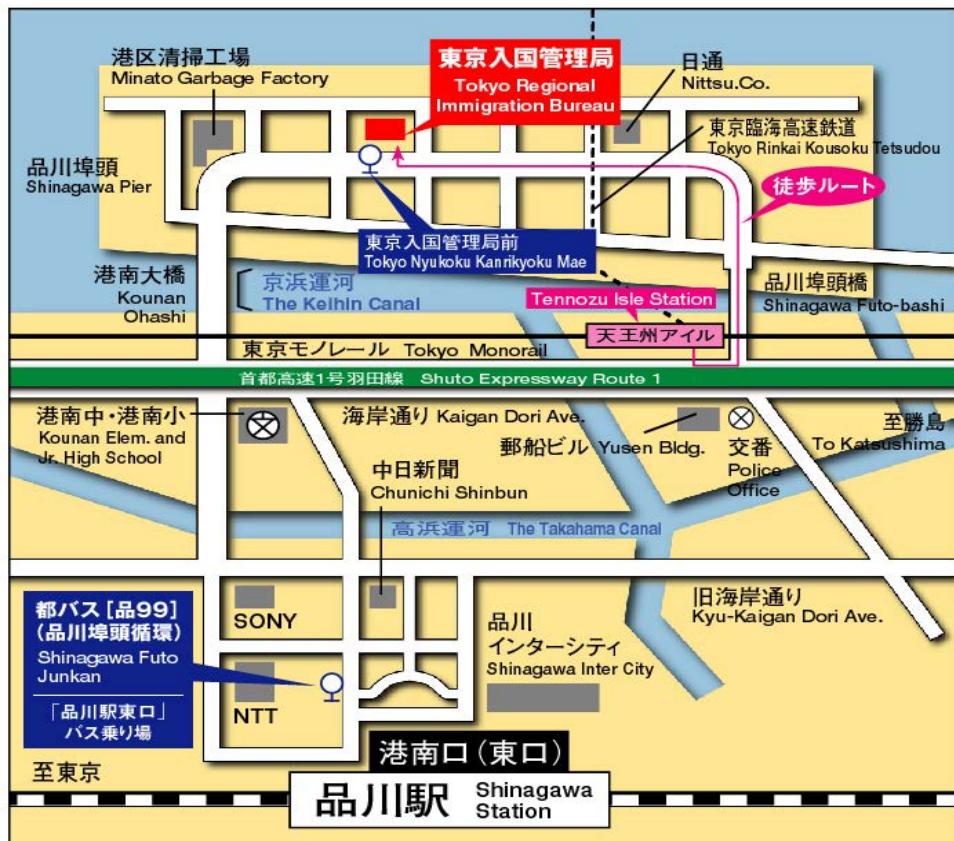 港区清掃工場
Minato Garbage Factory
東京入国管理局
Tokyo Regional
Immigration Bureau
日通
Nittsu.Co.
東京臨海高速鉄道
Tokyo Rinkai Kousoku Tetsudou
品川埠頭
Shinagawa Pier
徒歩ルート
東京入国管理局前
Tokyo Nyukoku Kanrikyoku Mae
港南大橋
Kounan
Ohashi
京浜運河
The Keihin Canal
Tennozu Isle Station
天王州アイル
品川埠頭橋
Shinagawa Futo-bashi
東京モノレール Tokyo Monorail
首都高速1号羽田線 Shuto Expressway Route 1
港南中・港南小
Kounan Elem. and
Jr. High School
海岸通り Kaigan Dori Ave.
郵船ビル Yusen Bldg.
交番
Police
Office
至勝島
To Katsushima
中日新聞
Chunichi Shinbun
高浜運河 The Takahama Canal
都バス［品99］
（品川埠頭循環）
Shinagawa Futo
Junkan
「品川駅東口」
バス乗り場
SONY
NTT
品川
インターシティ
Shinagawa Inter City
旧海岸通り
Kyu-Kaigan Dori Ave.
港南口（東口）
至東京
品川駅 Shinagawa
Station